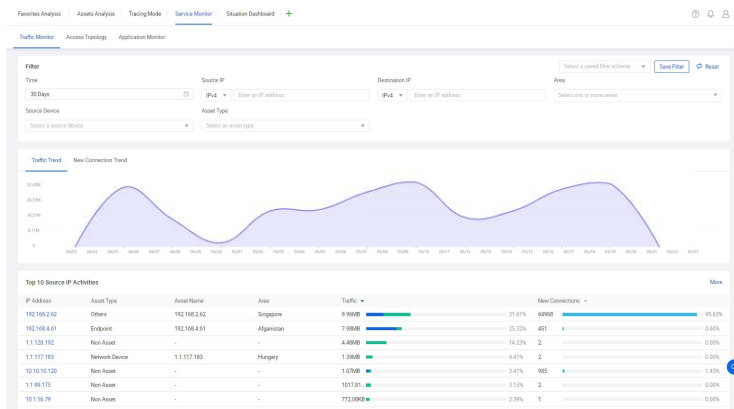 Favorites Analysis Assets Analysis Tracing Mode Service Monitor Situation Dashboard +
Traffic Monitor Access Topology Application Monitor
Filter Select a saved filter scheme Save Filter Reset
Time Source IP Destination IP Area
30 Days IPv4 Enter an IP address IPv4 Enter an IP address Select one or more areas
Source Device Asset Type
Select a source device Select an asset type
Traffic Trend New Connection Trend
0
Top 10 Source IP Activities More
IP Address Asset Type Asset Name Area Traffic New Connections
192.168.2.62 Others 192.168.2.62 Singapore 9.96MB 31.61% 64968 95.63%
192.168.4.61 Endpoint 192.168.4.61 Afganistan 7.98MB 25.32% 451 0.66%
1.1.128.192 Non Asset - - 4.48MB 14.23% 2 0.00%
1.1.117.183 Network Device 1.1.117.183 Hungary 1.39MB 4.41% 2 0.00%
10.10.10.120 Non Asset - - 1.07MB 3.41% 985 1.45%
1.1.99.175 Non Asset - - 1017.81... 3.15% 2 0.00%
10.1.16.79 Non Asset - - 772.08KB 2.39% 1 0.00%